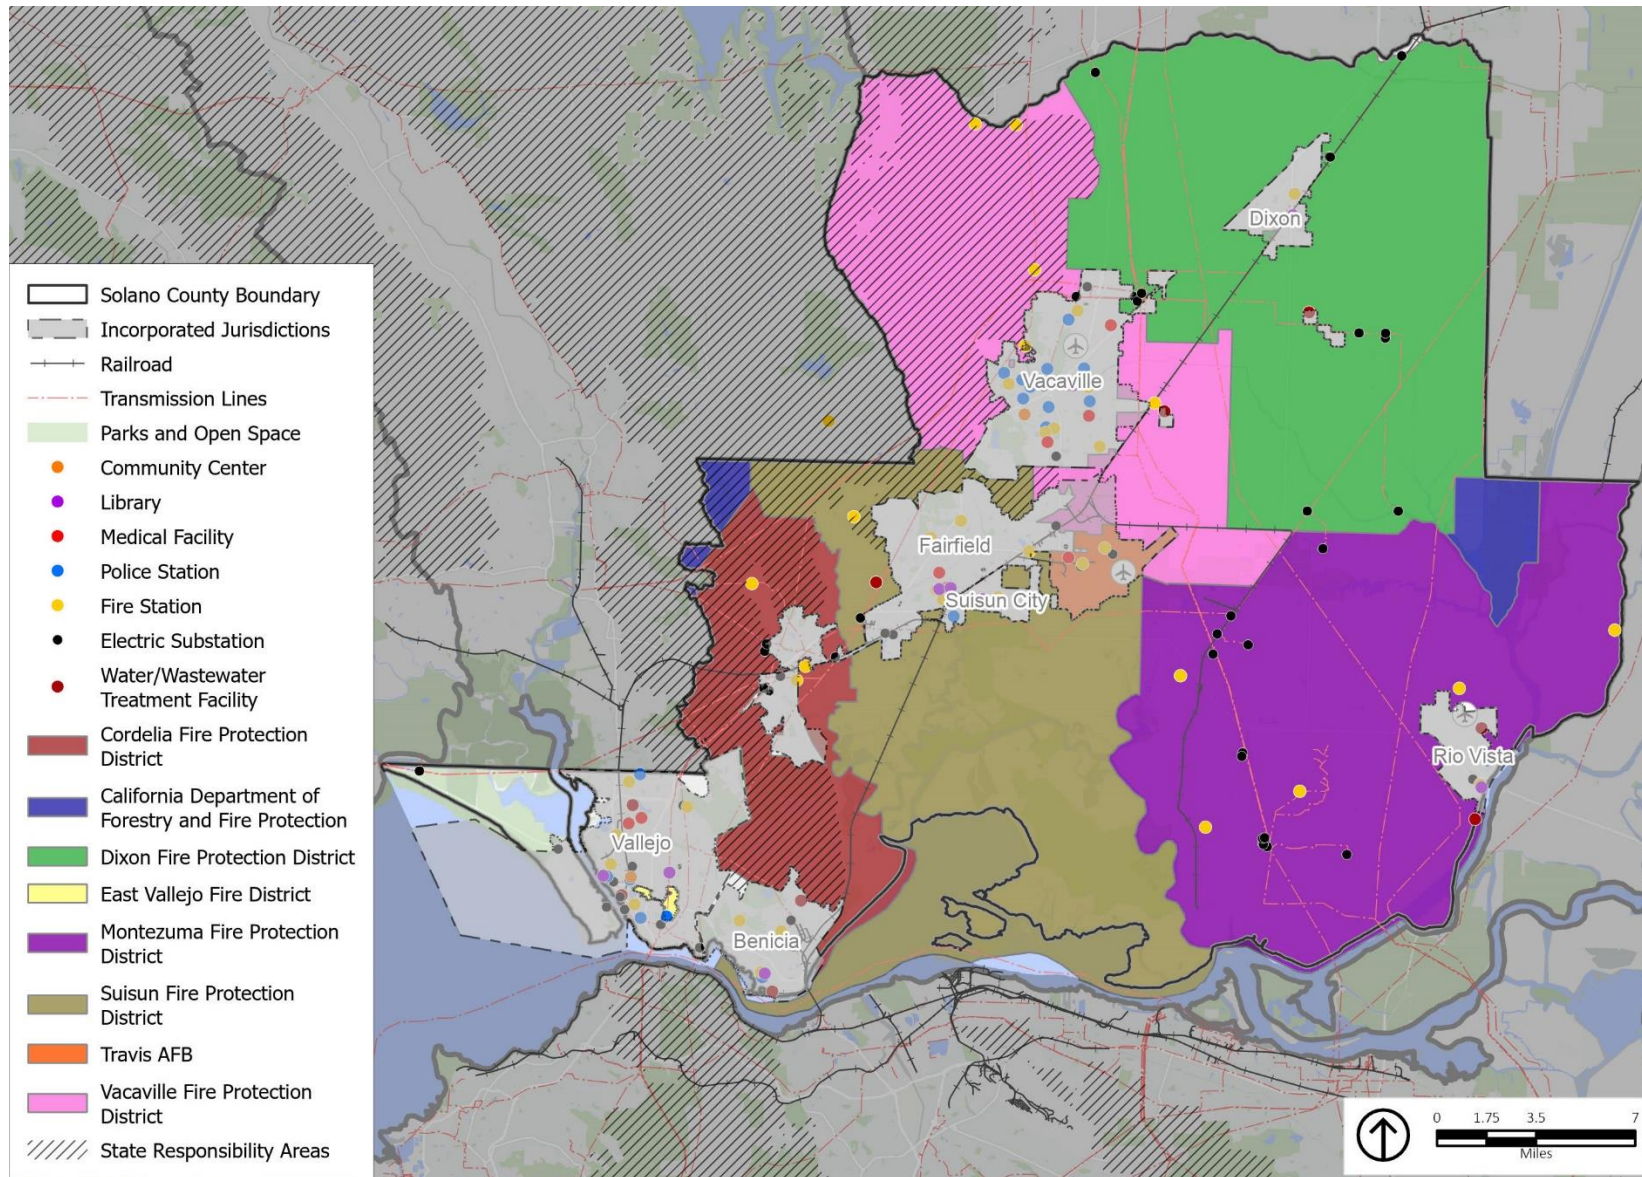 Dixon
Vacaville
Fairfield
Suisun City
Rio Vista
Vallejo
Benicia
Solano County Boundary
Incorporated Jurisdictions
Railroad
Transmission Lines
Parks and Open Space
Community Center
Library
Medical Facility
Police Station
Fire Station
Electric Substation
Water/Wastewater
Treatment Facility
Cordelia Fire Protection
District
California Department of
Forestry and Fire Protection
Dixon Fire Protection District
East Vallejo Fire District
Montezuma Fire Protection
District
Suisun Fire Protection
District
Travis AFB
Vacaville Fire Protection
District
State Responsibility Areas
0 1.75 3.5 7
Miles